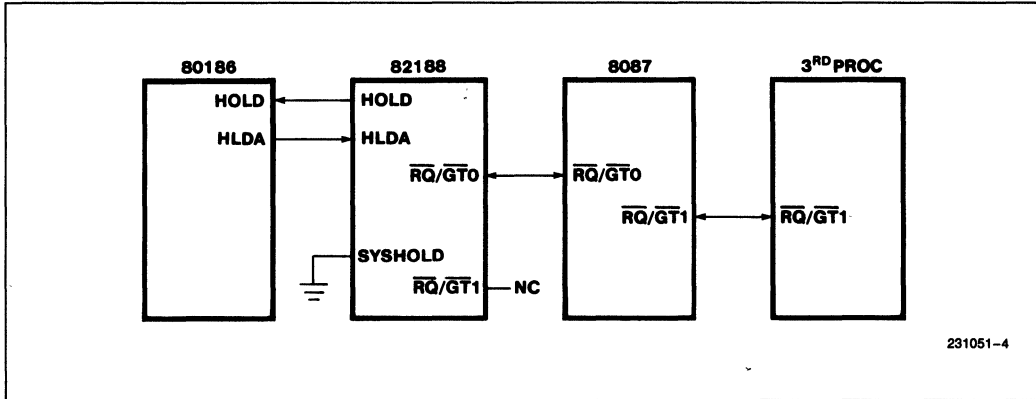 80186
82188
8087
3RD PROC
HOLD
HOLD
HLDA
HLDA
RQ/GT0
RQ/GT0
RQ/GT1
RQ/GT1
SYSHOLD
RQ/GT1
NC
231051-4